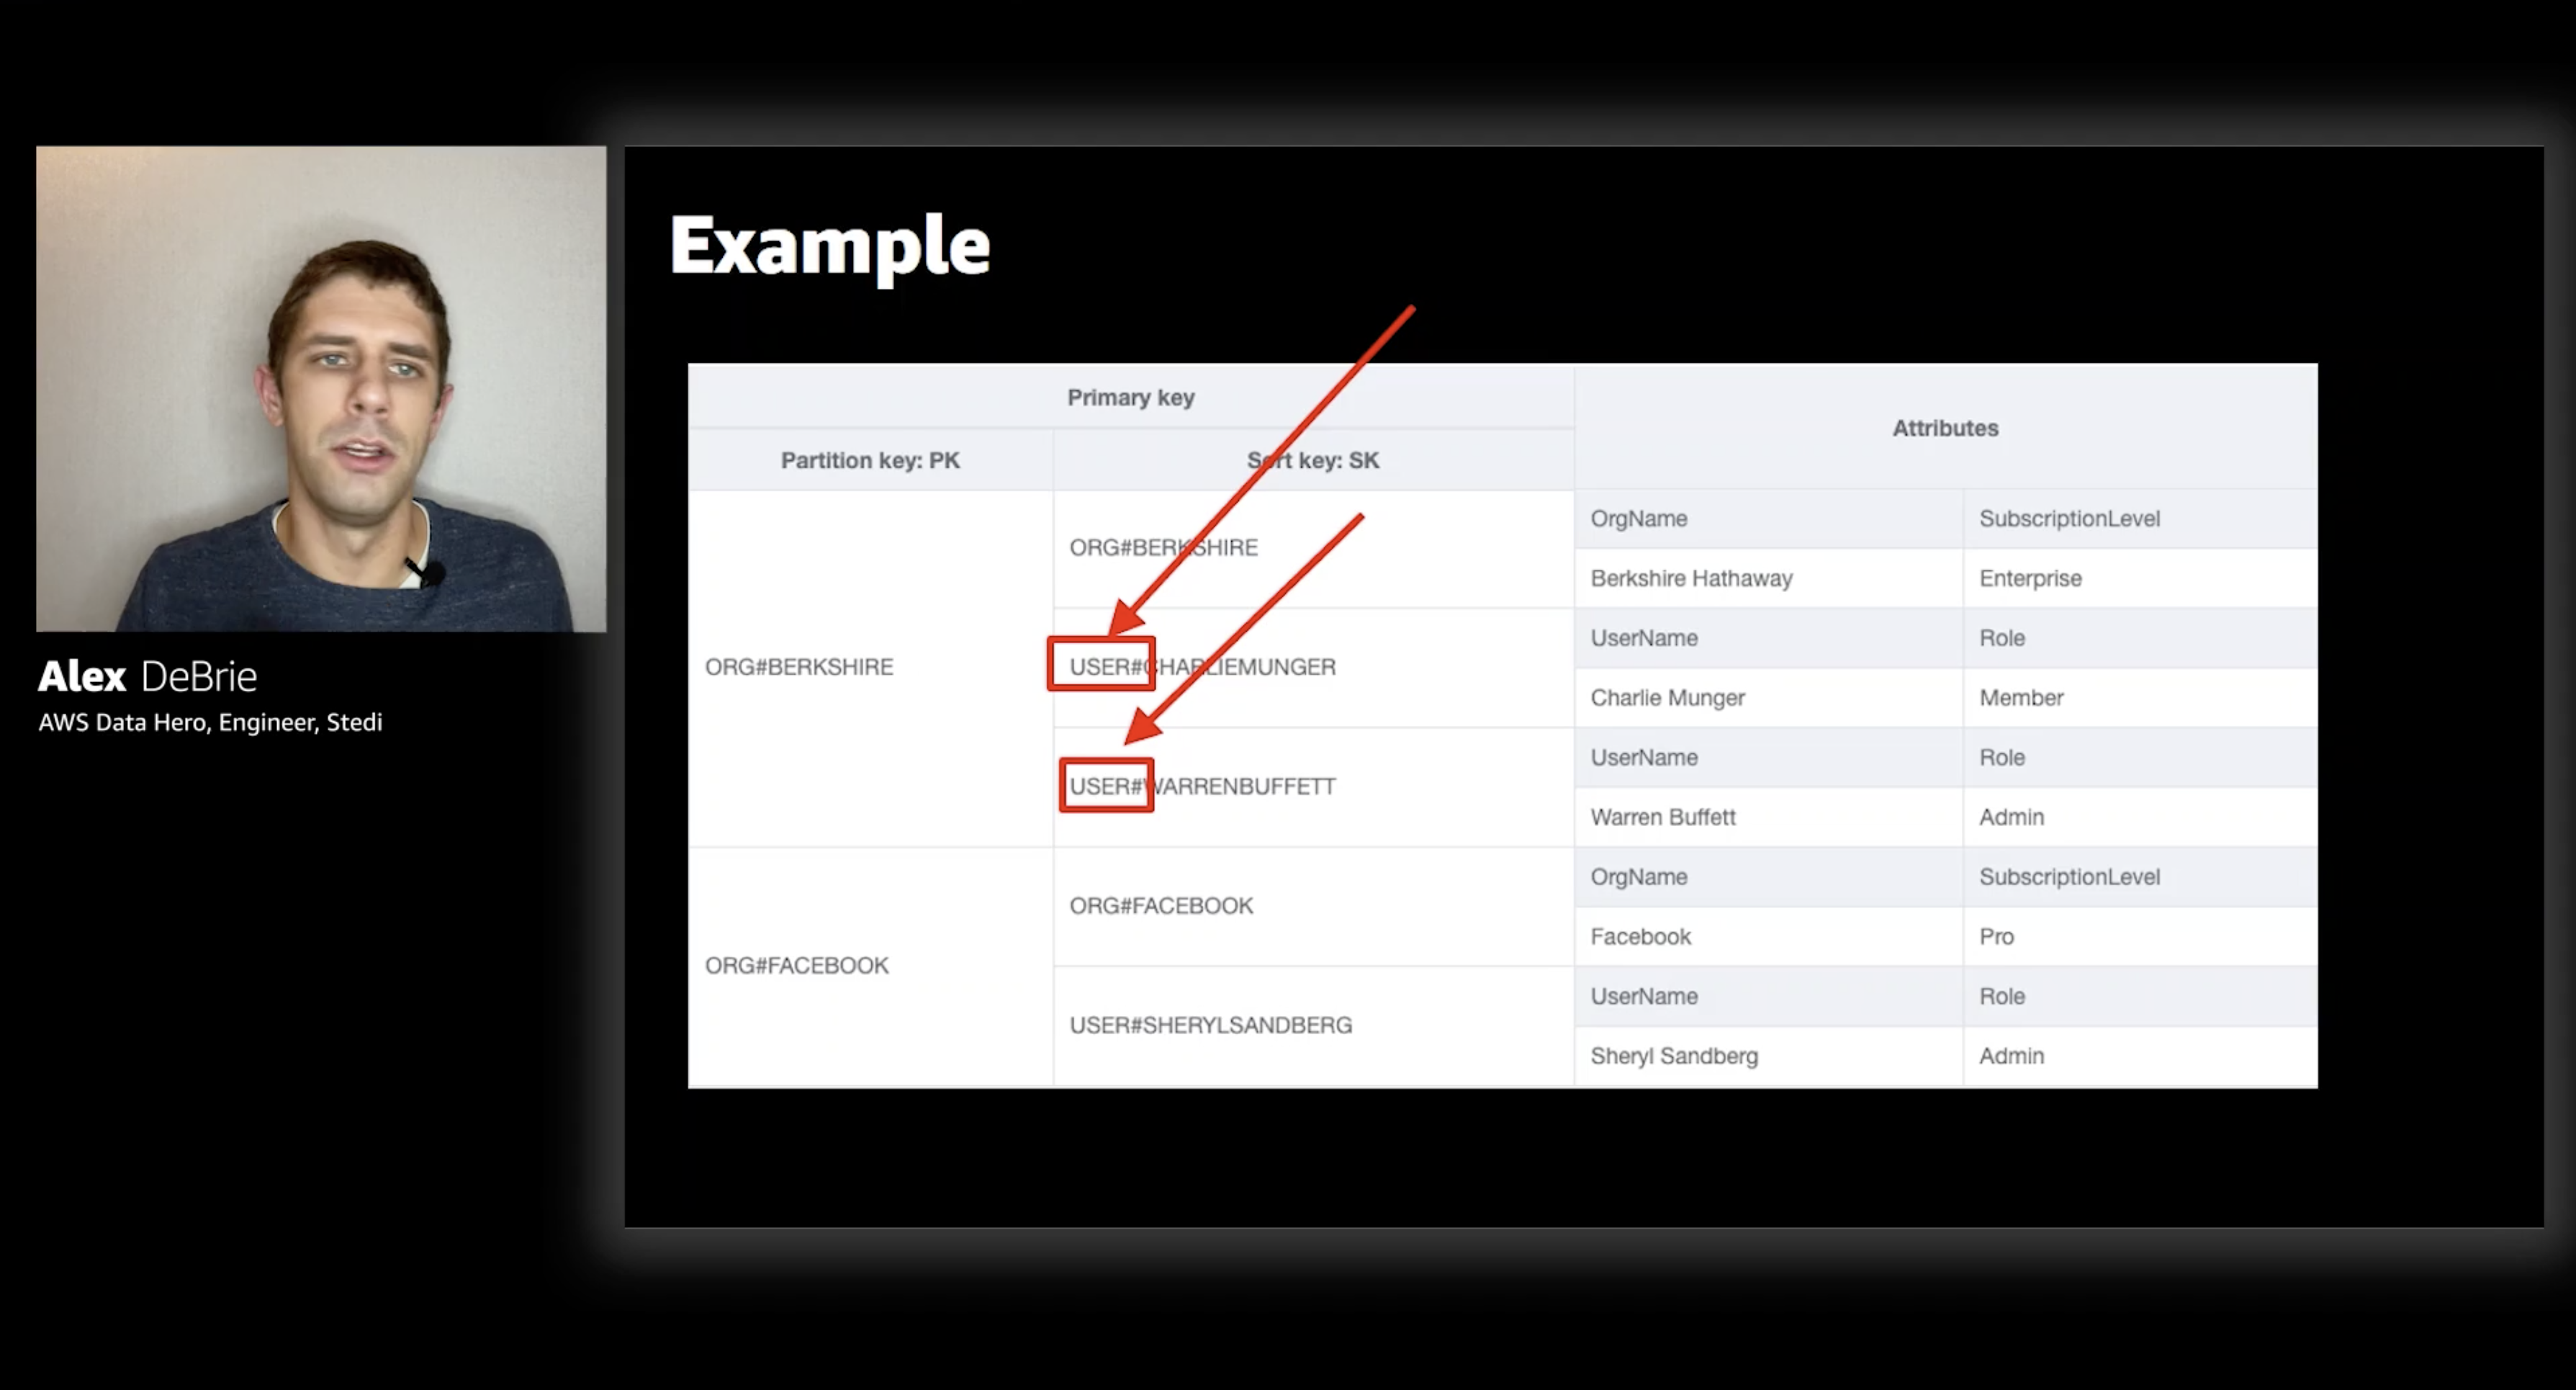 Example
Primary key
Attributes
Partition key: PK
Sort key: SK
ORG#BERKSHIRE
ORG#BERKSHIRE
OrgName
SubscriptionLevel
Berkshire Hathaway
Enterprise
USER#CHARLIEMUNGER
UserName
Role
Charlie Munger
Member
USER#WARRENBUFFETT
UserName
Role
Warren Buffett
Admin
ORG#FACEBOOK
ORG#FACEBOOK
OrgName
SubscriptionLevel
Facebook
Pro
USER#SHERYLSANDBERG
UserName
Role
Sheryl Sandberg
Admin
Alex DeBrie
AWS Data Hero, Engineer, Stedi